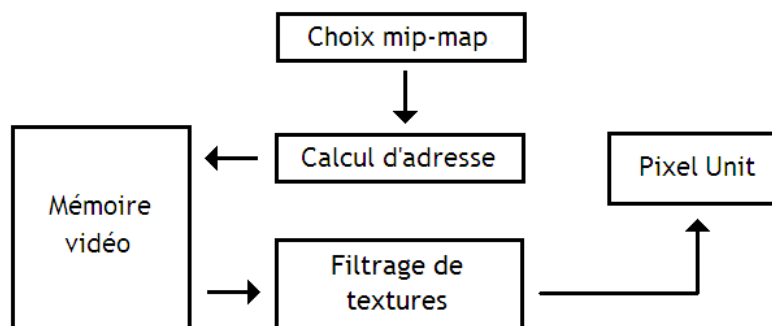 Choix mip-map
Calcul d'adresse
Pixel Unit
Mémoire
vidéo
Filtrage de
textures